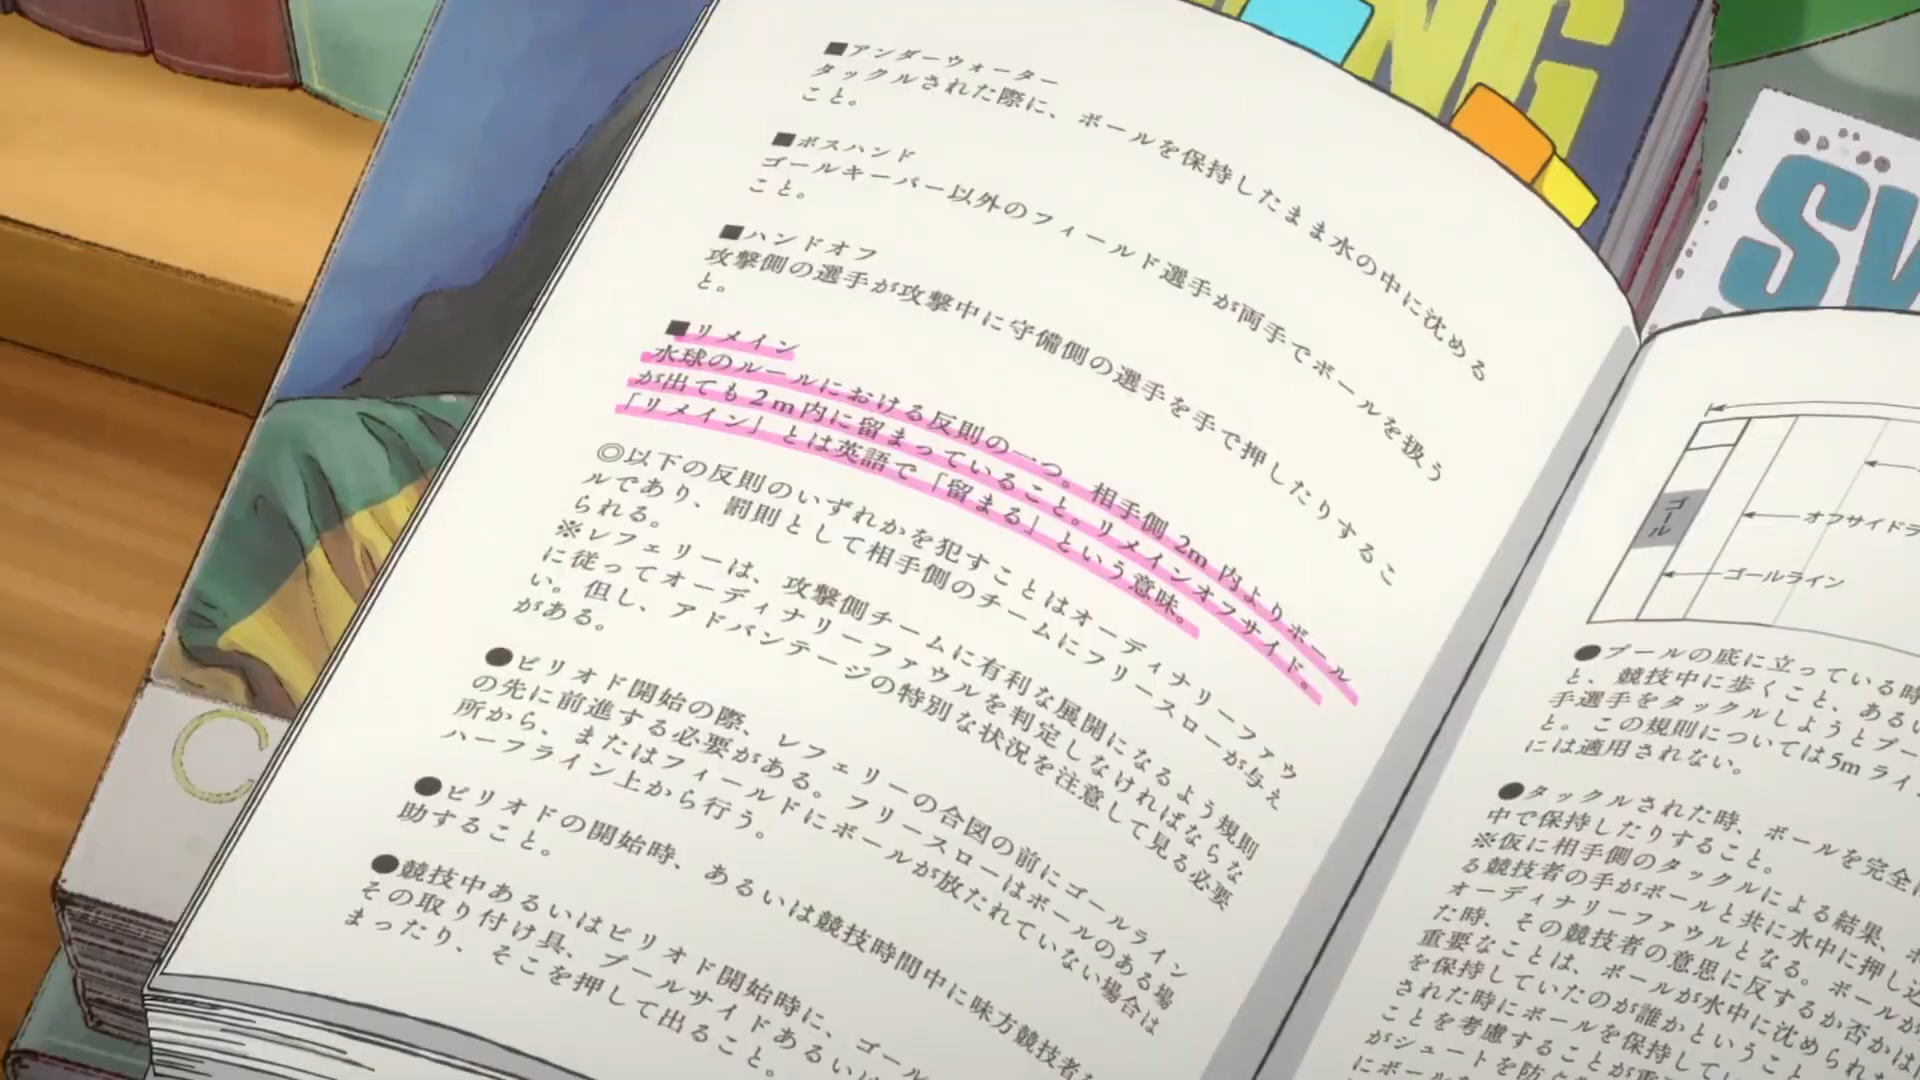 ■アンダーウォーター
タックルされた際に、ボールを保持したまま水の中に沈める
こと。
■ボスハンド
ゴールキーパー以外のフィールド選手が両手でボールを扱う
こと。
■ハンドオフ
攻撃側の選手が攻撃中に守備側の選手を手で押したりするこ
と。
■リメイン
水球のルールにおける反則の一つ。相手側 2m 内よりボール
が出ても2m内に留まっていること。リメインオフサイド。
「リメイン」とは英語で「留まる」という意味。
◎以下の反則のいずれかを犯すことはオーディナリーファウ
ルであり、罰則として相手側のチームにフリースローが与え
られる。
※レフェリーは、攻撃側チームに有利な展開になるよう規則
に従ってオーディナリーファウルを判定しなければならな
い。但し、アドバンテージの特別な状況を注意して見る必要
がある。
●ピリオド開始の際、レフェリーの合図の前にゴールライン
の先に前進する必要がある。フリースローはボールのある場
所から、またはフィールドにボールが放たれていない場合は
ハーフライン上から行う。
●ピリオドの開始時、あるいは競技時間中に味方競技者を
助すること。
●競技中あるいはピリオド開始時に、ゴール
その取り付け具、プールサイドあるいは
まったり、そこを押して出ること。
NG
SW
C
ゴール
オフサイドラ
ゴールライン
●プールの底に立っている時
と、競技中に歩くこと、あるい
手選手をタックルしようとプー
と。この規則については5mライ
には適用されない。
●タックルされた時、ボールを完全に
中で保持したりすること。
※仮に相手側のタックルによる結果、ボ
る競技者の手がボールと共に水中に押し込
オーディナリーファウルとなる。ボールが
た時、その競技者の意思に反するか否かは
重要なことは、ボールが水中に沈められた
を保持していたのが誰かということ
された時にボールを保持してい
ことを考慮することが重
がシュートを防
にボールを